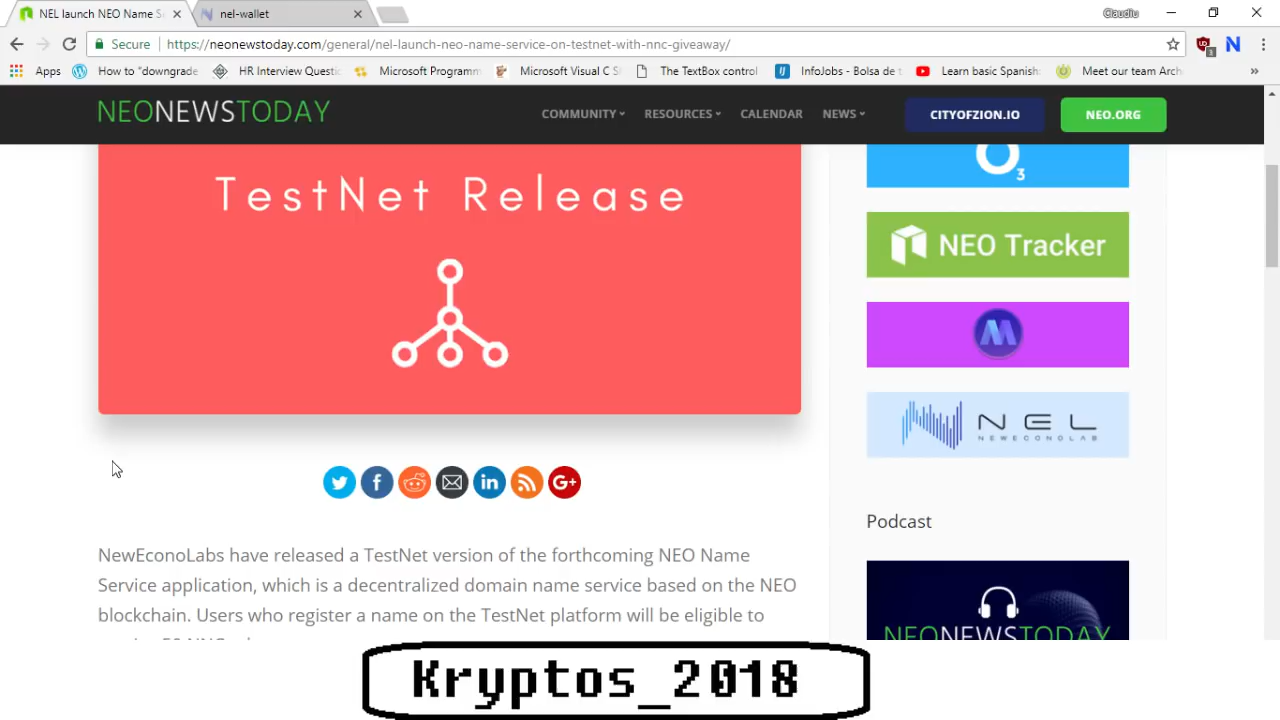 NEL launch NEO Name S
nel-wallet
Claudiu
Secure
https://neonewstoday.com/general/nel-launch-neo-name-service-on-testnet-with-nnc-giveaway/
Apps
How to "downgrade
HR Interview Questi
Microsoft Programm
Microsoft Visual C S
The TextBox control
InfoJobs - Bolsa de t
Learn basic Spanish
Meet our team Arch
»
NEONEWSTODAY
COMMUNITY
RESOURCES
CALENDAR
NEWS
CITYOFZION.IO
NEO.ORG
TestNet Release
O3
NEO Tracker
NEL
NEWECONOLAB
Podcast
NEONEWSTODAY
NewEconoLabs have released a TestNet version of the forthcoming NEO Name
Service application, which is a decentralized domain name service based on the NEO
blockchain. Users who register a name on the TestNet platform will be eligible to
Kryptos_2018